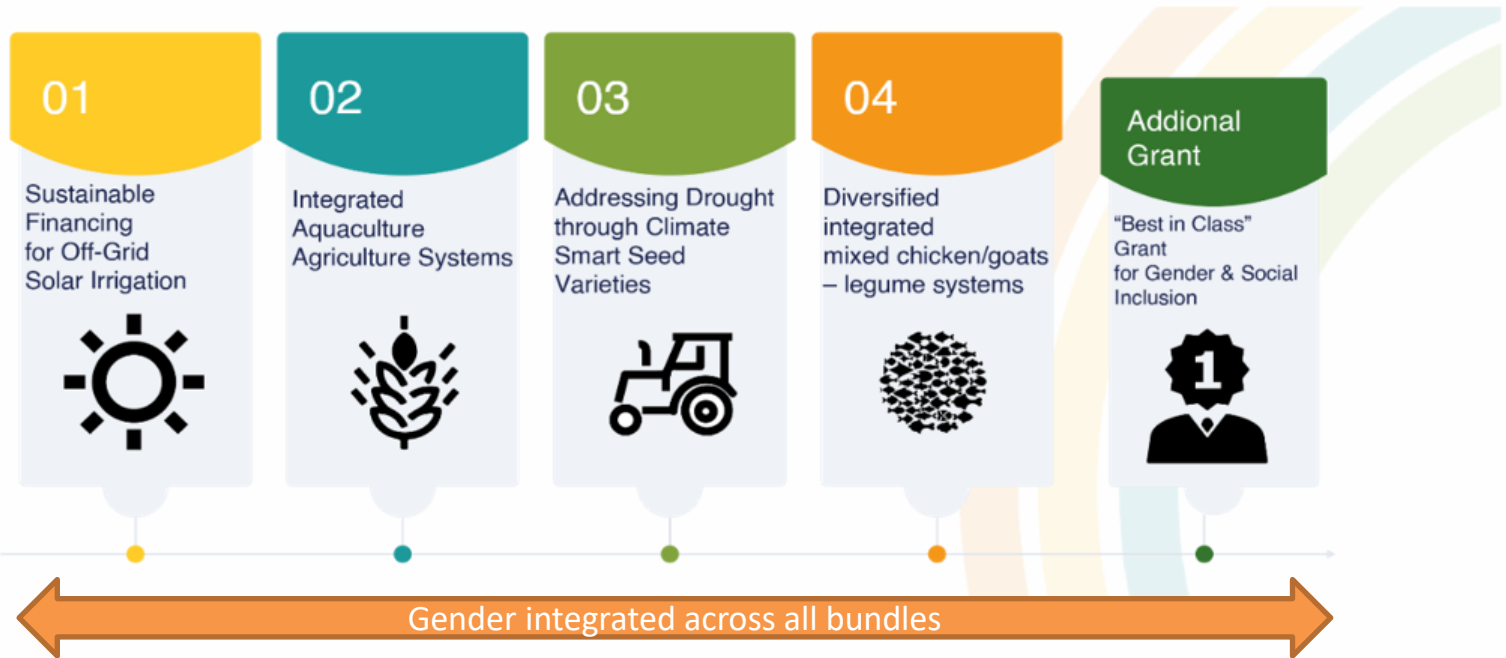 01
Sustainable
Financing
for Off-Grid
Solar Irrigation
02
Integrated
Aquaculture
Agriculture Systems
03
Addressing Drought
through Climate
Smart Seed
Varieties
04
Diversified
integrated
mixed chicken/goats
– legume systems
Addional
Grant
“Best in Class”
Grant
for Gender & Social
Inclusion
1
Gender integrated across all bundles